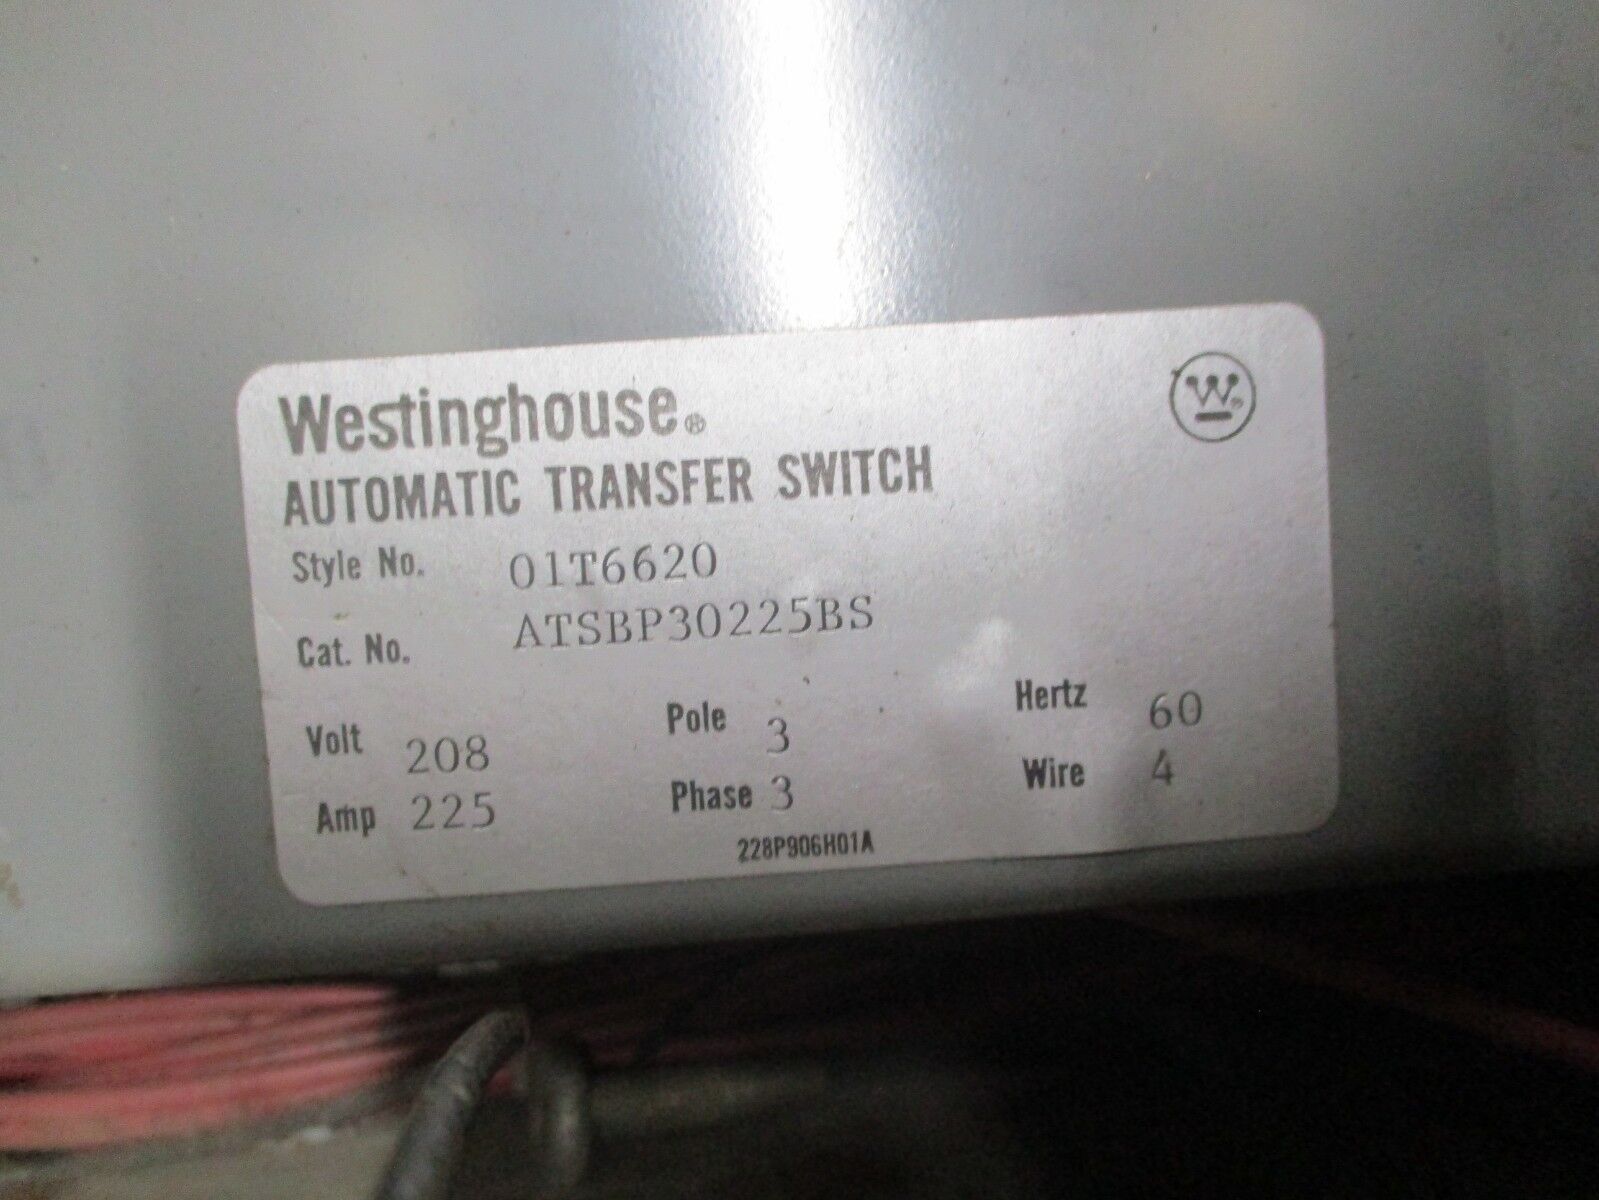 Westinghouse®
W®
AUTOMATIC TRANSFER SWITCH
Style No. 01T6620
Cat. No. ATSBP30225BS
Volt 208 Pole 3 Hertz 60
Amp 225 Phase 3 Wire 4
228P906H01A